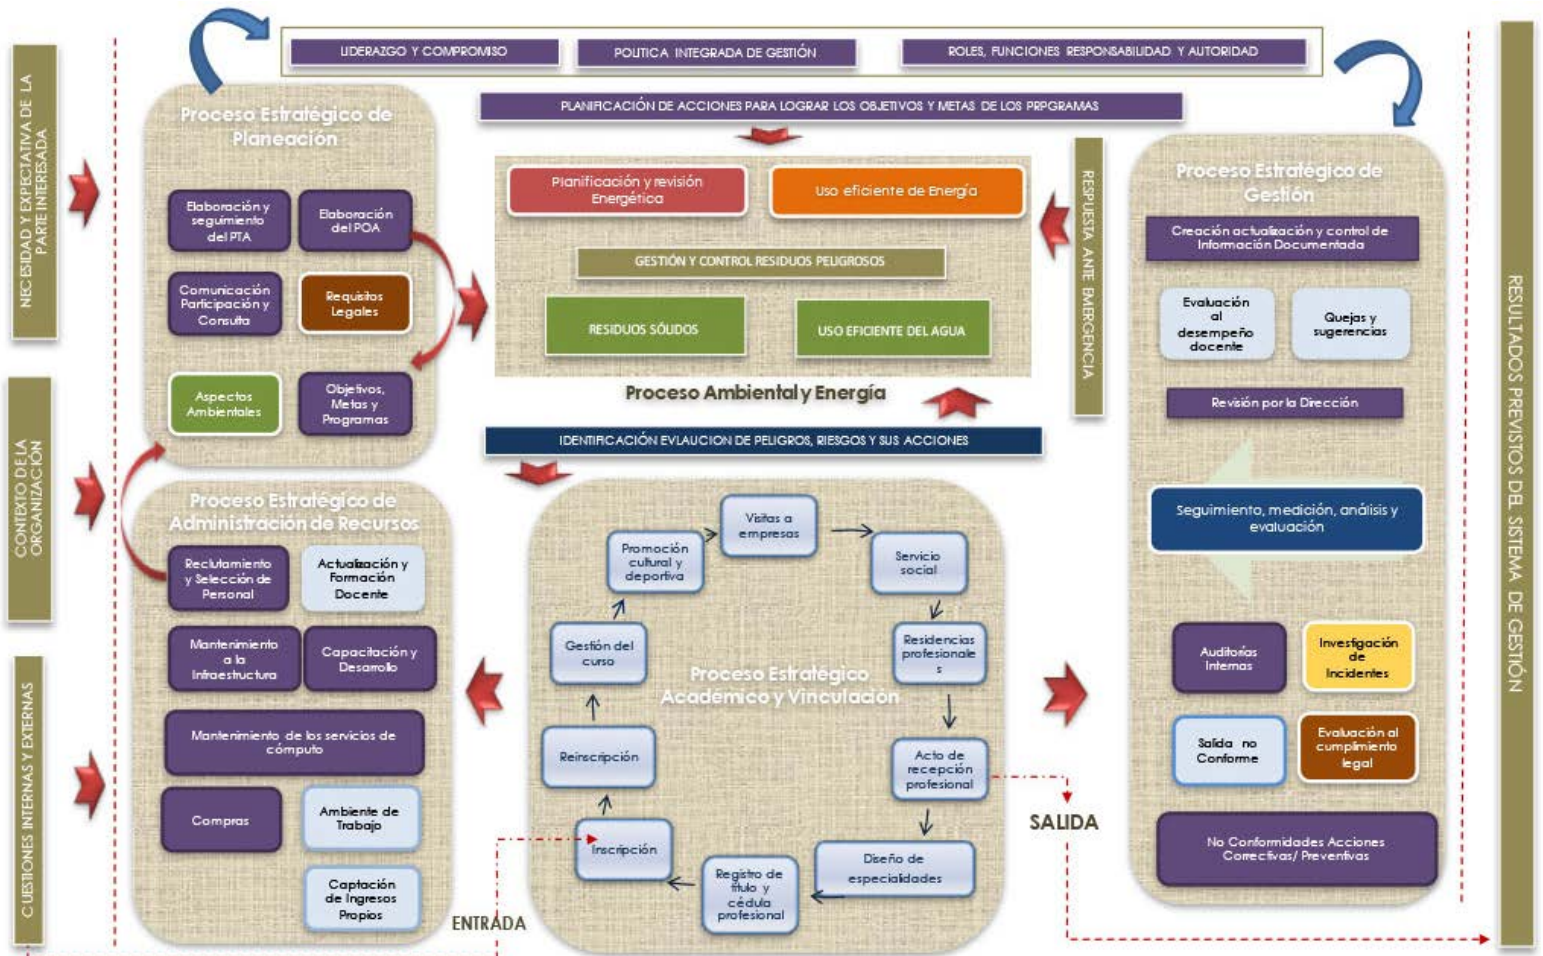 LIDERAZGO Y COMPROMISO
POLITICA INTEGRADA DE GESTIÓN
ROLES, FUNCIONES RESPONSABILIDAD Y AUTORIDAD
PLANIFICACIÓN DE ACCIONES PARA LOGRAR LOS OBJETIVOS Y METAS DE LOS PRPGRAMAS
NECESIDAD Y EXPECTATIVA DE LA
PARTE INTERESADA
CONTEXTO DE LA
ORGANIZACIÓN
CUESTIONES INTERNAS Y EXTERNAS
Proceso Estratégico de
Planeación
Elaboración y
seguimiento
del PTA
Elaboración
del POA
Comunicación
Participación y
Consulta
Requisitos
Legales
Aspectos
Ambientales
Objetivos,
Metas y
Programas
Proceso Estratégico de
Administración de Recursos
Reclutamiento
y Selección de
Personal
Actualización y
Formación
Docente
Mantenimiento
a la
Infraestructura
Capacitación y
Desarrollo
Mantenimiento de los servicios de
cómputo
Compras
Ambiente de
Trabajo
Captación
de Ingresos
Propios
Planificación y revisión
Energética
Uso eficiente de Energía
GESTIÓN Y CONTROL RESIDUOS PELIGROSOS
RESIDUOS SÓLIDOS
USO EFICIENTE DEL AGUA
Proceso Ambiental y Energía
RESPUESTA ANTE EMERGENCIA
IDENTIFICACIÓN EVLAUCION DE PELIGROS, RIESGOS Y SUS ACCIONES
Proceso Estratégico
Académico y Vinculación
Visitas a
empresas
Servicio
social
Residencias
profesionale
s
Acto de
recepción
profesional
Diseño de
especialidades
Registro de
título y
cédula
profesional
Inscripción
Reinscripción
Gestión del
curso
Promoción
cultural y
deportiva
ENTRADA
SALIDA
Proceso Estratégico de
Gestión
Creación actualización y control de
Información Documentada
Evaluación
al
desempeño
docente
Quejas y
sugerencias
Revisión por la Dirección
Seguimiento, medición, análisis y
evaluación
Auditorías
Internas
Investigación
de
Incidentes
Salida no
Conforme
Evaluación al
cumplimiento
legal
No Conformidades Acciones
Correctivas/ Preventivas
RESULTADOS PREVISTOS DEL SISTEMA DE GESTIÓN